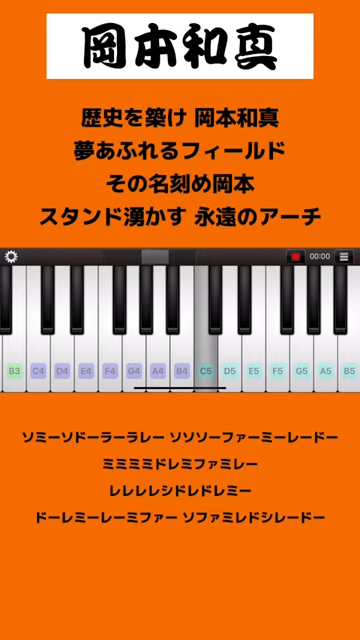 岡本和真
歴史を築け 岡本和真
夢あふれるフィールド
その名刻め岡本
スタンド湧かす 永遠のアーチ
00:00
B3 C4 D4 E4 F4 G4 A4 B4 C5 D5 E5 F5 G5 A5 B5
ソミーソドーラーラレー ソソソーファーミーレードー
ミミミミドレミファミレー
レレレレシドレドレミー
ドーレミーレーミファー ソファミレドシレードー